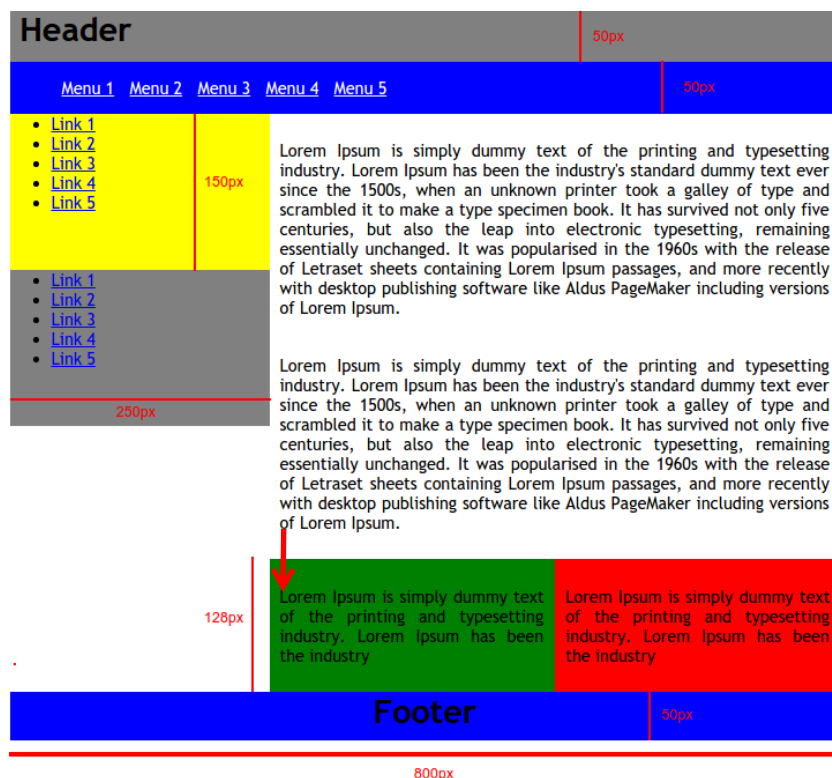 Header
50px
Menu 1 Menu 2 Menu 3 Menu 4 Menu 5
50px
Link 1
Link 2
Link 3
Link 4
Link 5
150px
Link 1
Link 2
Link 3
Link 4
Link 5
250px
Lorem Ipsum is simply dummy text of the printing and typesetting
industry. Lorem Ipsum has been the industry's standard dummy text ever
since the 1500s, when an unknown printer took a galley of type and
scrambled it to make a type specimen book. It has survived not only five
centuries, but also the leap into electronic typesetting, remaining
essentially unchanged. It was popularised in the 1960s with the release
of Letraset sheets containing Lorem Ipsum passages, and more recently
with desktop publishing software like Aldus PageMaker including versions
of Lorem Ipsum.
Lorem Ipsum is simply dummy text of the printing and typesetting
industry. Lorem Ipsum has been the industry's standard dummy text ever
since the 1500s, when an unknown printer took a galley of type and
scrambled it to make a type specimen book. It has survived not only five
centuries, but also the leap into electronic typesetting, remaining
essentially unchanged. It was popularised in the 1960s with the release
of Letraset sheets containing Lorem Ipsum passages, and more recently
with desktop publishing software like Aldus PageMaker including versions
of Lorem Ipsum.
128px
Lorem Ipsum is simply dummy text
of the printing and typesetting
industry. Lorem Ipsum has been
the industry
Lorem Ipsum is simply dummy text
of the printing and typesetting
industry. Lorem Ipsum has been
the industry
Footer
50px
800px